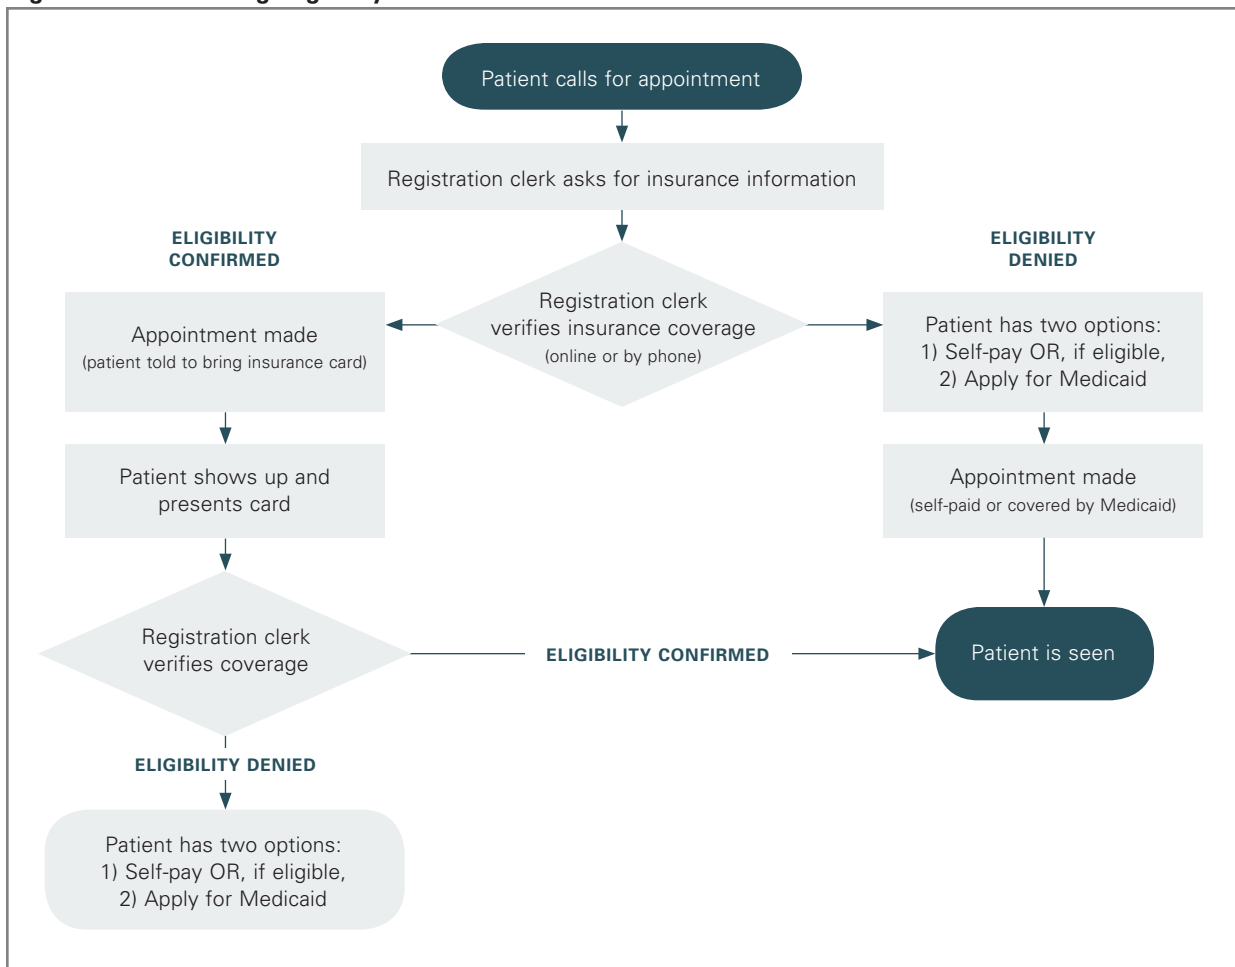 Patient calls for appointment
Registration clerk asks for insurance information
ELIGIBILITY
CONFIRMED
ELIGIBILITY
DENIED
Registration clerk
verifies insurance coverage
(online or by phone)
Appointment made
(patient told to bring insurance card)
Patient has two options:
1) Self-pay OR, if eligible,
2) Apply for Medicaid
Patient shows up and
presents card
Appointment made
(self-paid or covered by Medicaid)
Registration clerk
verifies coverage
ELIGIBILITY CONFIRMED
Patient is seen
ELIGIBILITY DENIED
Patient has two options:
1) Self-pay OR, if eligible,
2) Apply for Medicaid